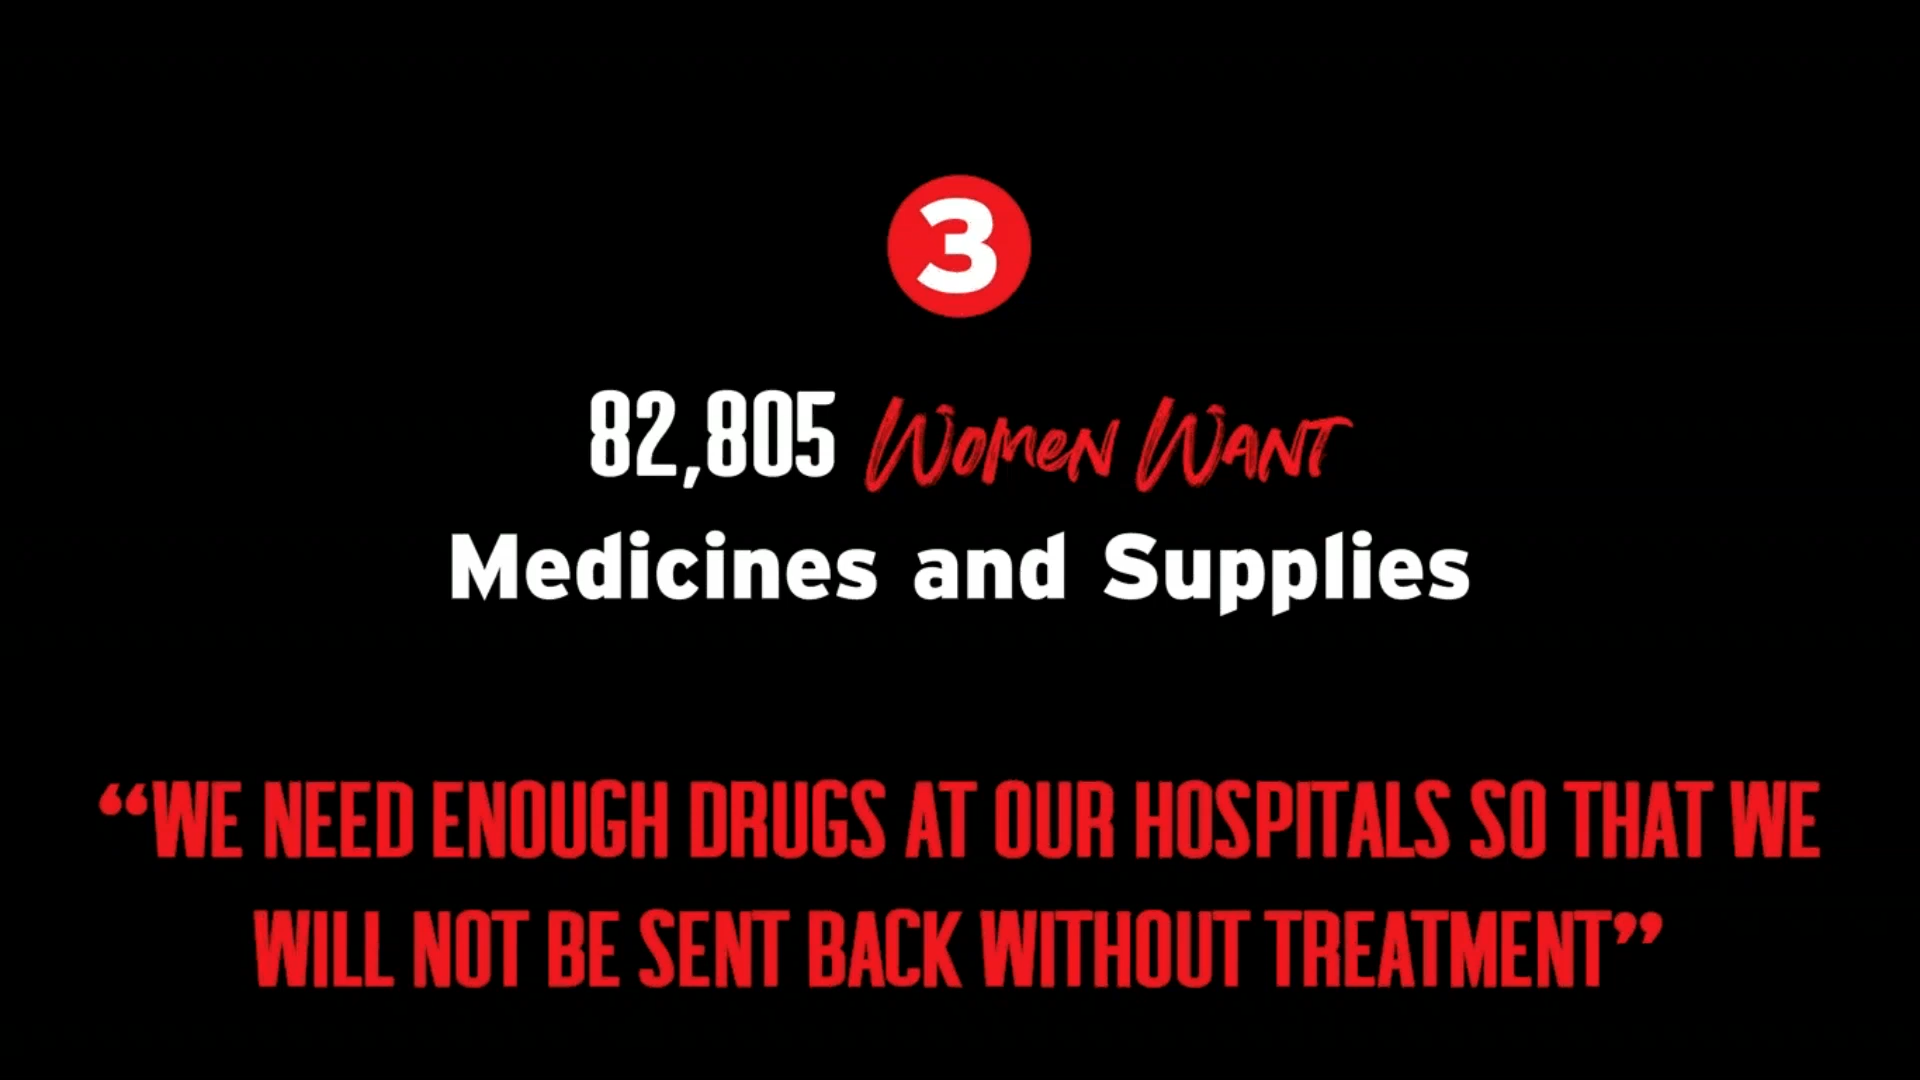 3
82,805 Women Want
Medicines and Supplies
“WE NEED ENOUGH DRUGS AT OUR HOSPITALS SO THAT WE
WILL NOT BE SENT BACK WITHOUT TREATMENT”